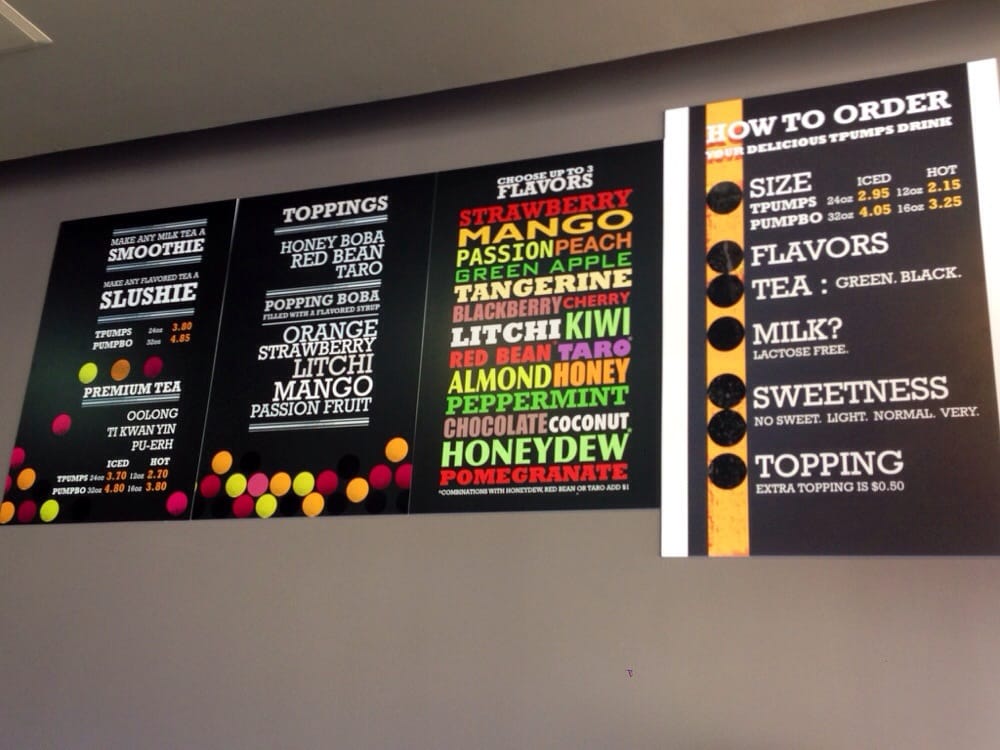 MAKE ANY MILK TEA A
SMOOTHIE
MAKE ANY FLAVORED TEA A
SLUSHIE
TPUMPS 24oz 3.80
PUMPBO 32oz 4.85
PREMIUM TEA
OOLONG
TI KWAN YIN
PU-ERH
ICED HOT
TPUMPS 24oz 3.70 12oz 2.70
PUMPBO 32oz 4.80 16oz 3.80
TOPPINGS
HONEY BOBA
RED BEAN
TARO
POPPING BOBA
FILLED WITH A FLAVORED SYRUP
ORANGE
STRAWBERRY
LITCHI
MANGO
PASSION FRUIT
CHOOSE UP TO 3
FLAVORS
STRAWBERRY
MANGO
PASSION PEACH
GREEN APPLE
TANGERINE
BLACKBERRY CHERRY
LITCHI KIWI
RED BEAN* TARO*
ALMOND HONEY
PEPPERMINT
CHOCOLATE COCONUT
HONEYDEW*
POMEGRANATE
*COMBINATIONS WITH HONEYDEW, RED BEAN OR TARO ADD $1
HOW TO ORDER
YOUR DELICIOUS TPUMPS DRINK
SIZE ICED HOT
TPUMPS 24oz 2.95 12oz 2.15
PUMPBO 32oz 4.05 16oz 3.25
FLAVORS
TEA : GREEN. BLACK.
MILK?
LACTOSE FREE.
SWEETNESS
NO SWEET. LIGHT. NORMAL. VERY.
TOPPING
EXTRA TOPPING IS $0.50